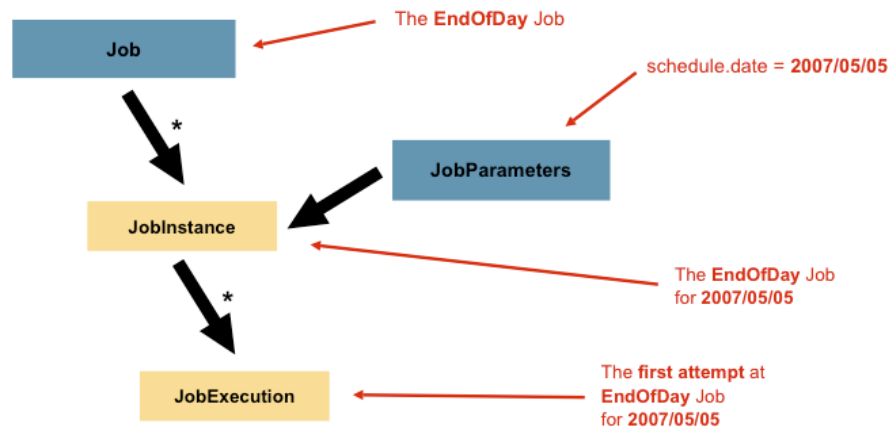 The EndOfDay Job
Job
schedule.date = 2007/05/05
*
JobParameters
JobInstance
The EndOfDay Job
for 2007/05/05
*
The first attempt at
EndOfDay Job
for 2007/05/05
JobExecution